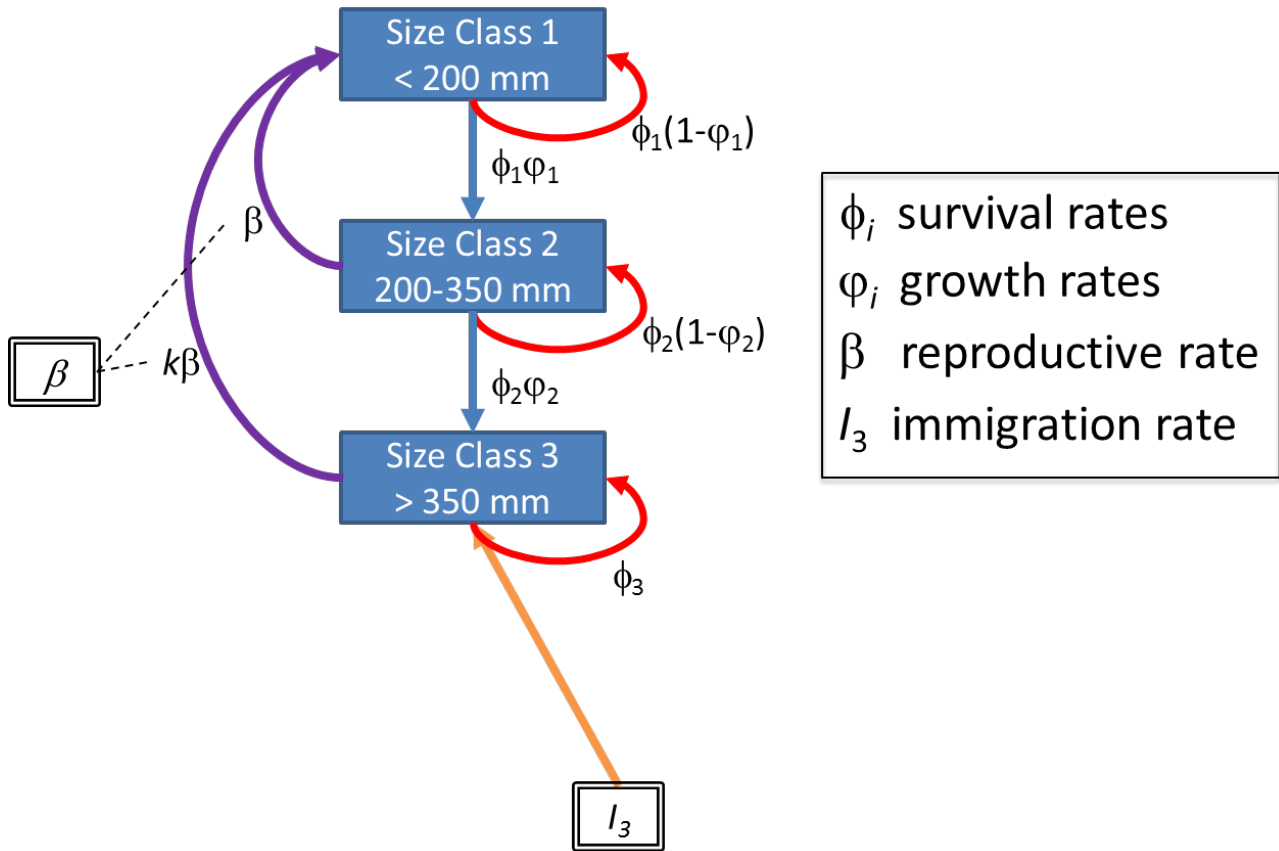 Size Class 1
< 200 mm
ϕ₁(1-φ₁)
ϕ₁φ₁
β
Size Class 2
200-350 mm
ϕ₂(1-φ₂)
β
kβ
ϕ₂φ₂
Size Class 3
> 350 mm
ϕ₃
I₃
ϕᵢ survival rates
φᵢ growth rates
β reproductive rate
I₃ immigration rate